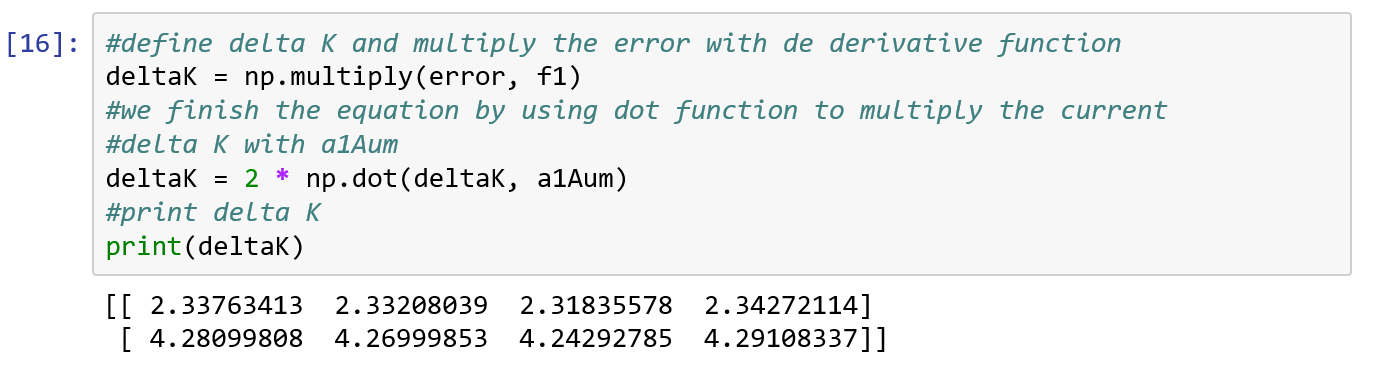 [16]: #define delta K and multiply the error with de derivative function
deltaK = np.multiply(error, f1)
#we finish the equation by using dot function to multiply the current
#delta K with a1Aum
deltaK = 2 * np.dot(deltaK, a1Aum)
#print delta K
print(deltaK)
[[ 2.33763413 2.33208039 2.31835578 2.34272114]
[ 4.28099808 4.26999853 4.24292785 4.29108337]]